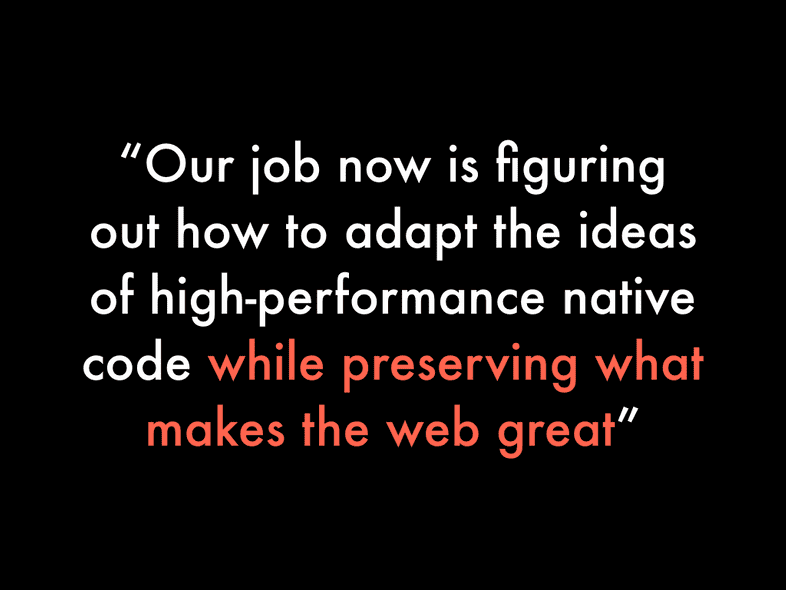 “Our job now is figuring
out how to adapt the ideas
of high-performance native
code while preserving what
makes the web great”